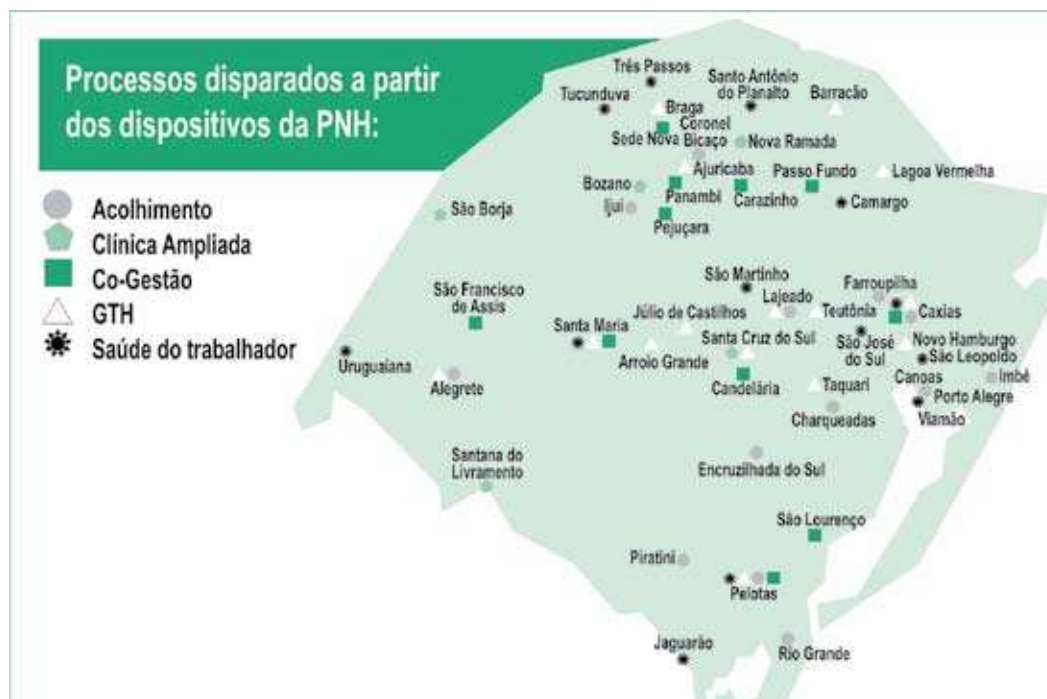 Processos disparados a partir
dos dispositivos da PNH:
Acolhimento
Clínica Ampliada
Co-Gestão
GTH
Saúde do trabalhador
Três Passos
Tucunduva
Santo Antônio
do Planalto
Barracão
Braga
Coronel
Sede Nova Bicaço
Nova Ramada
Ajuricaba
Passo Fundo
Lagoa Vermelha
Bozano
Panambi
Carazinho
Camargo
Ijuí
São Borja
Pejuçara
São Martinho
Farroupilha
São Francisco
de Assis
Lajeado
Júlio de Castilhos
Teutônia
Caxias
Santa Maria
Santa Cruz do Sul
São José
do Sul
Novo Hamburgo
São Leopoldo
Arroio Grande
Uruguaiana
Alegrete
Candelária
Taquari
Canoas
Imbé
Porto Alegre
Charqueadas
Viamão
Santana do
Livramento
Encruzilhada do Sul
São Lourenço
Piratini
Pelotas
Jaguarão
Rio Grande